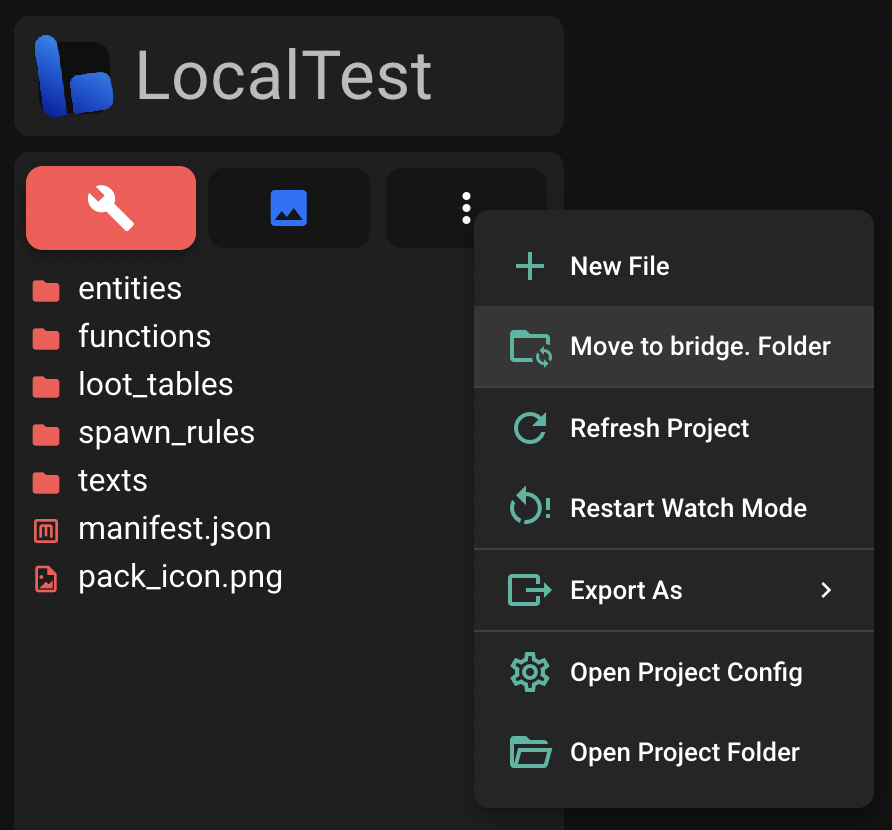 LocalTest
entities
functions
loot_tables
spawn_rules
texts
manifest.json
pack_icon.png
New File
Move to bridge. Folder
Refresh Project
Restart Watch Mode
Export As
Open Project Config
Open Project Folder